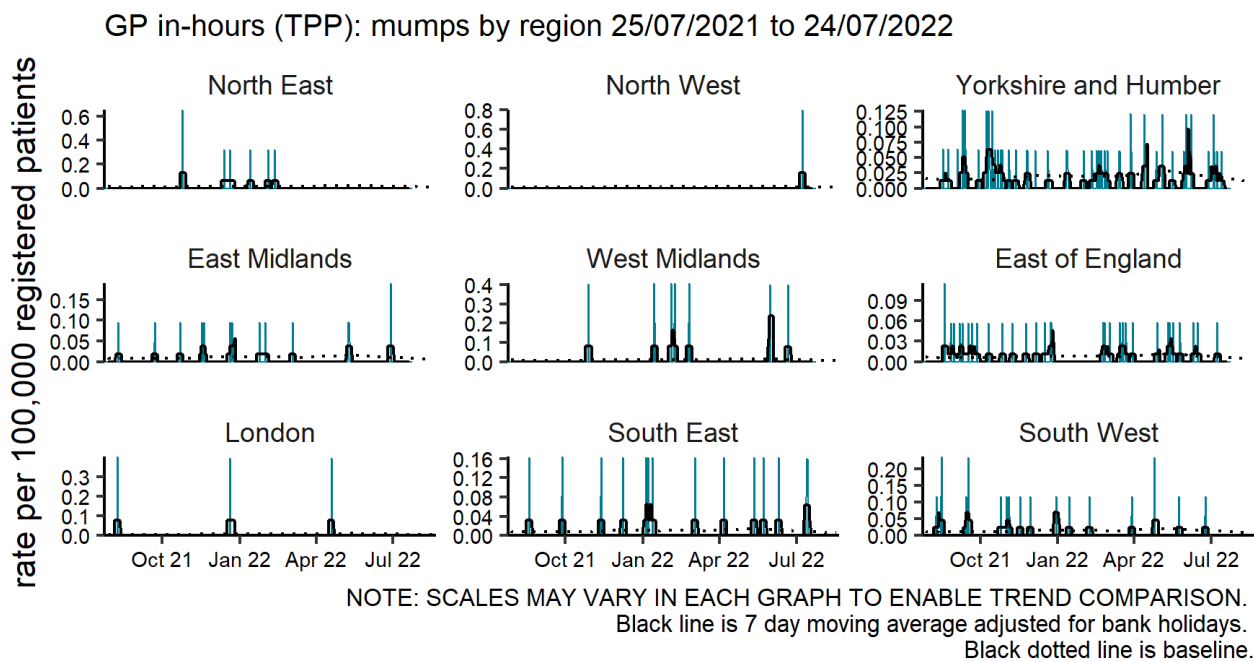 GP in-hours (TPP): mumps by region 25/07/2021 to 24/07/2022
rate per 100,000 registered patients
North East
0.6
0.4
0.2
0.0
North West
0.8
0.6
0.4
0.2
0.0
Yorkshire and Humber
0.125
0.100
0.075
0.050
0.025
0.000
East Midlands
0.15
0.10
0.05
0.00
West Midlands
0.4
0.3
0.2
0.1
0.0
East of England
0.09
0.06
0.03
0.00
London
0.3
0.2
0.1
0.0
Oct 21 Jan 22 Apr 22 Jul 22
South East
0.16
0.12
0.08
0.04
0.00
Oct 21 Jan 22 Apr 22 Jul 22
South West
0.20
0.15
0.10
0.05
0.00
Oct 21 Jan 22 Apr 22 Jul 22
NOTE: SCALES MAY VARY IN EACH GRAPH TO ENABLE TREND COMPARISON.
Black line is 7 day moving average adjusted for bank holidays.
Black dotted line is baseline.